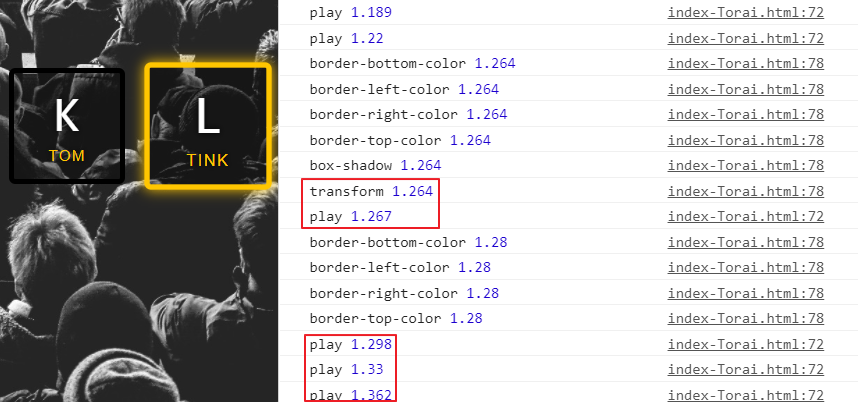 K
TOM
L
TINK
play 1.189 index-Torai.html:72
play 1.22 index-Torai.html:72
border-bottom-color 1.264 index-Torai.html:78
border-left-color 1.264 index-Torai.html:78
border-right-color 1.264 index-Torai.html:78
border-top-color 1.264 index-Torai.html:78
box-shadow 1.264 index-Torai.html:78
transform 1.264 index-Torai.html:78
play 1.267 index-Torai.html:72
border-bottom-color 1.28 index-Torai.html:78
border-left-color 1.28 index-Torai.html:78
border-right-color 1.28 index-Torai.html:78
border-top-color 1.28 index-Torai.html:78
play 1.298 index-Torai.html:72
play 1.33 index-Torai.html:72
play 1.362 index-Torai.html:72